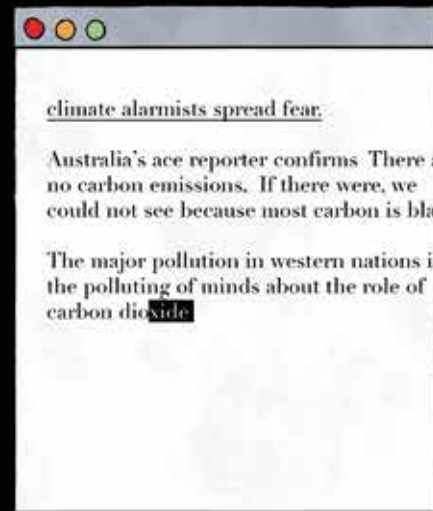 climate alarmists spread fear.
Australia's ace reporter confirms There
no carbon emissions. If there were, we
could not see because most carbon is
The major pollution in western nations
the polluting of minds about the role of
carbon dioxide